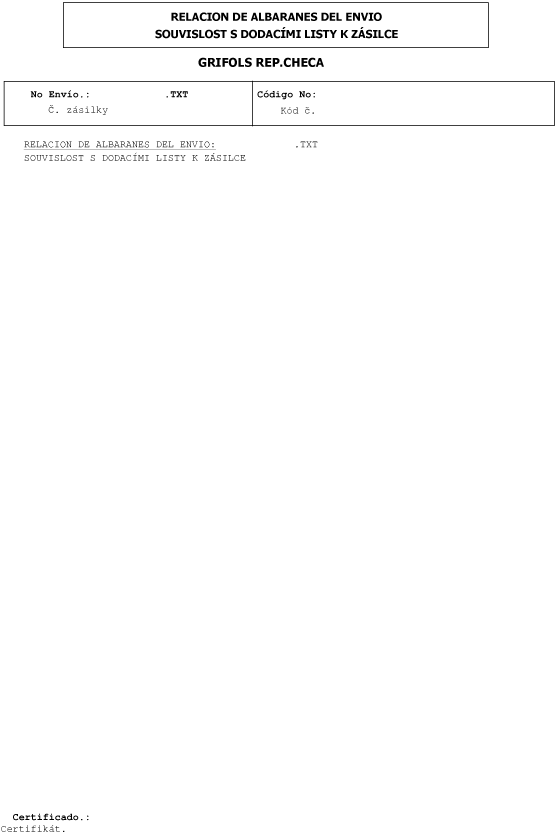 RELACION DE ALBARANES DEL ENVIO
SOUVISLOST S DODACÍMI LISTY K ZÁSILCE
GRIFOLS REP.CHECA
No Envío.: .TXT Código No:
Č. zásilky Kód č.
RELACION DE ALBARANES DEL ENVIO: .TXT
SOUVISLOST S DODACÍMI LISTY K ZÁSILCE
Certificado.:
Certifikát.